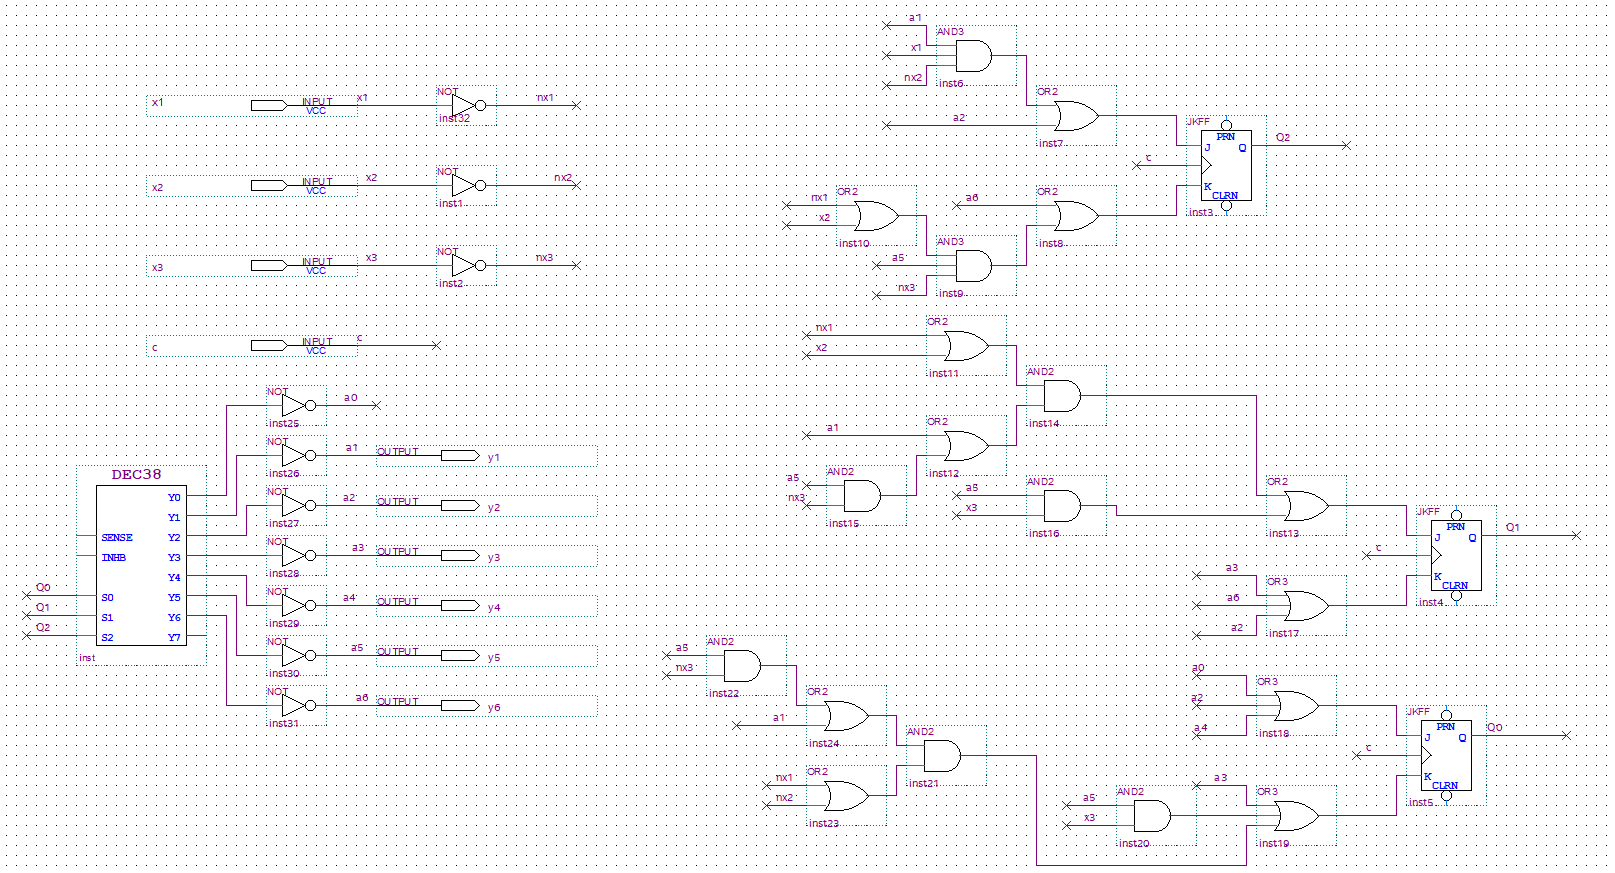 x1
INPUT
VCC
x1
NOT
inst32
nx1
x2
INPUT
VCC
x2
NOT
inst1
nx2
x3
INPUT
VCC
x3
NOT
inst2
nx3
c
INPUT
VCC
c
DEC38
SENSE
INHB
S0
S1
S2
Y0
Y1
Y2
Y3
Y4
Y5
Y6
Y7
inst
Q0
Q1
Q2
NOT
inst25
a0
NOT
inst26
a1
OUTPUT
y1
NOT
inst27
a2
OUTPUT
y2
NOT
inst28
a3
OUTPUT
y3
NOT
inst29
a4
OUTPUT
y4
NOT
inst30
a5
OUTPUT
y5
NOT
inst31
a6
OUTPUT
y6
a1
x1
nx2
AND3
inst6
a2
OR2
inst7
nx1
x2
OR2
inst10
a5
nx3
AND3
inst9
a6
OR2
inst8
c
JKFF
PRN
J
Q
K
CLRN
inst3
Q2
nx1
x2
OR2
inst11
a1
OR2
inst12
a5
nx3
AND2
inst15
AND2
inst14
a5
x3
AND2
inst16
OR2
inst13
a3
a6
a2
OR3
inst17
c
JKFF
PRN
J
Q
K
CLRN
inst4
Q1
a5
nx3
AND2
inst22
a1
OR2
inst24
nx1
nx2
OR2
inst23
AND2
inst21
a0
a2
a4
OR3
inst18
a5
x3
AND2
inst20
a3
OR3
inst19
c
JKFF
PRN
J
Q
K
CLRN
inst5
Q0